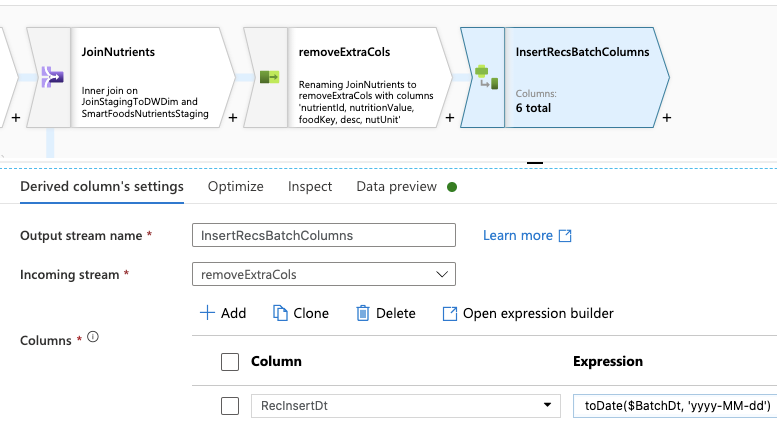 JoinNutrients
Inner join on
JoinStagingToDWDim and
SmartFoodsNutrientsStaging
+
removeExtraCols
Renaming JoinNutrients to
removeExtraCols with columns
'nutrientId, nutritionValue,
foodKey, desc, nutUnit'
+
InsertRecsBatchColumns
Columns:
6 total
+
Derived column's settings
Optimize
Inspect
Data preview
Output stream name *
InsertRecsBatchColumns
Learn more
Incoming stream *
removeExtraCols
+ Add
Clone
Delete
Open expression builder
Columns *
Column
Expression
RecInsertDt
toDate($BatchDt, 'yyyy-MM-dd')